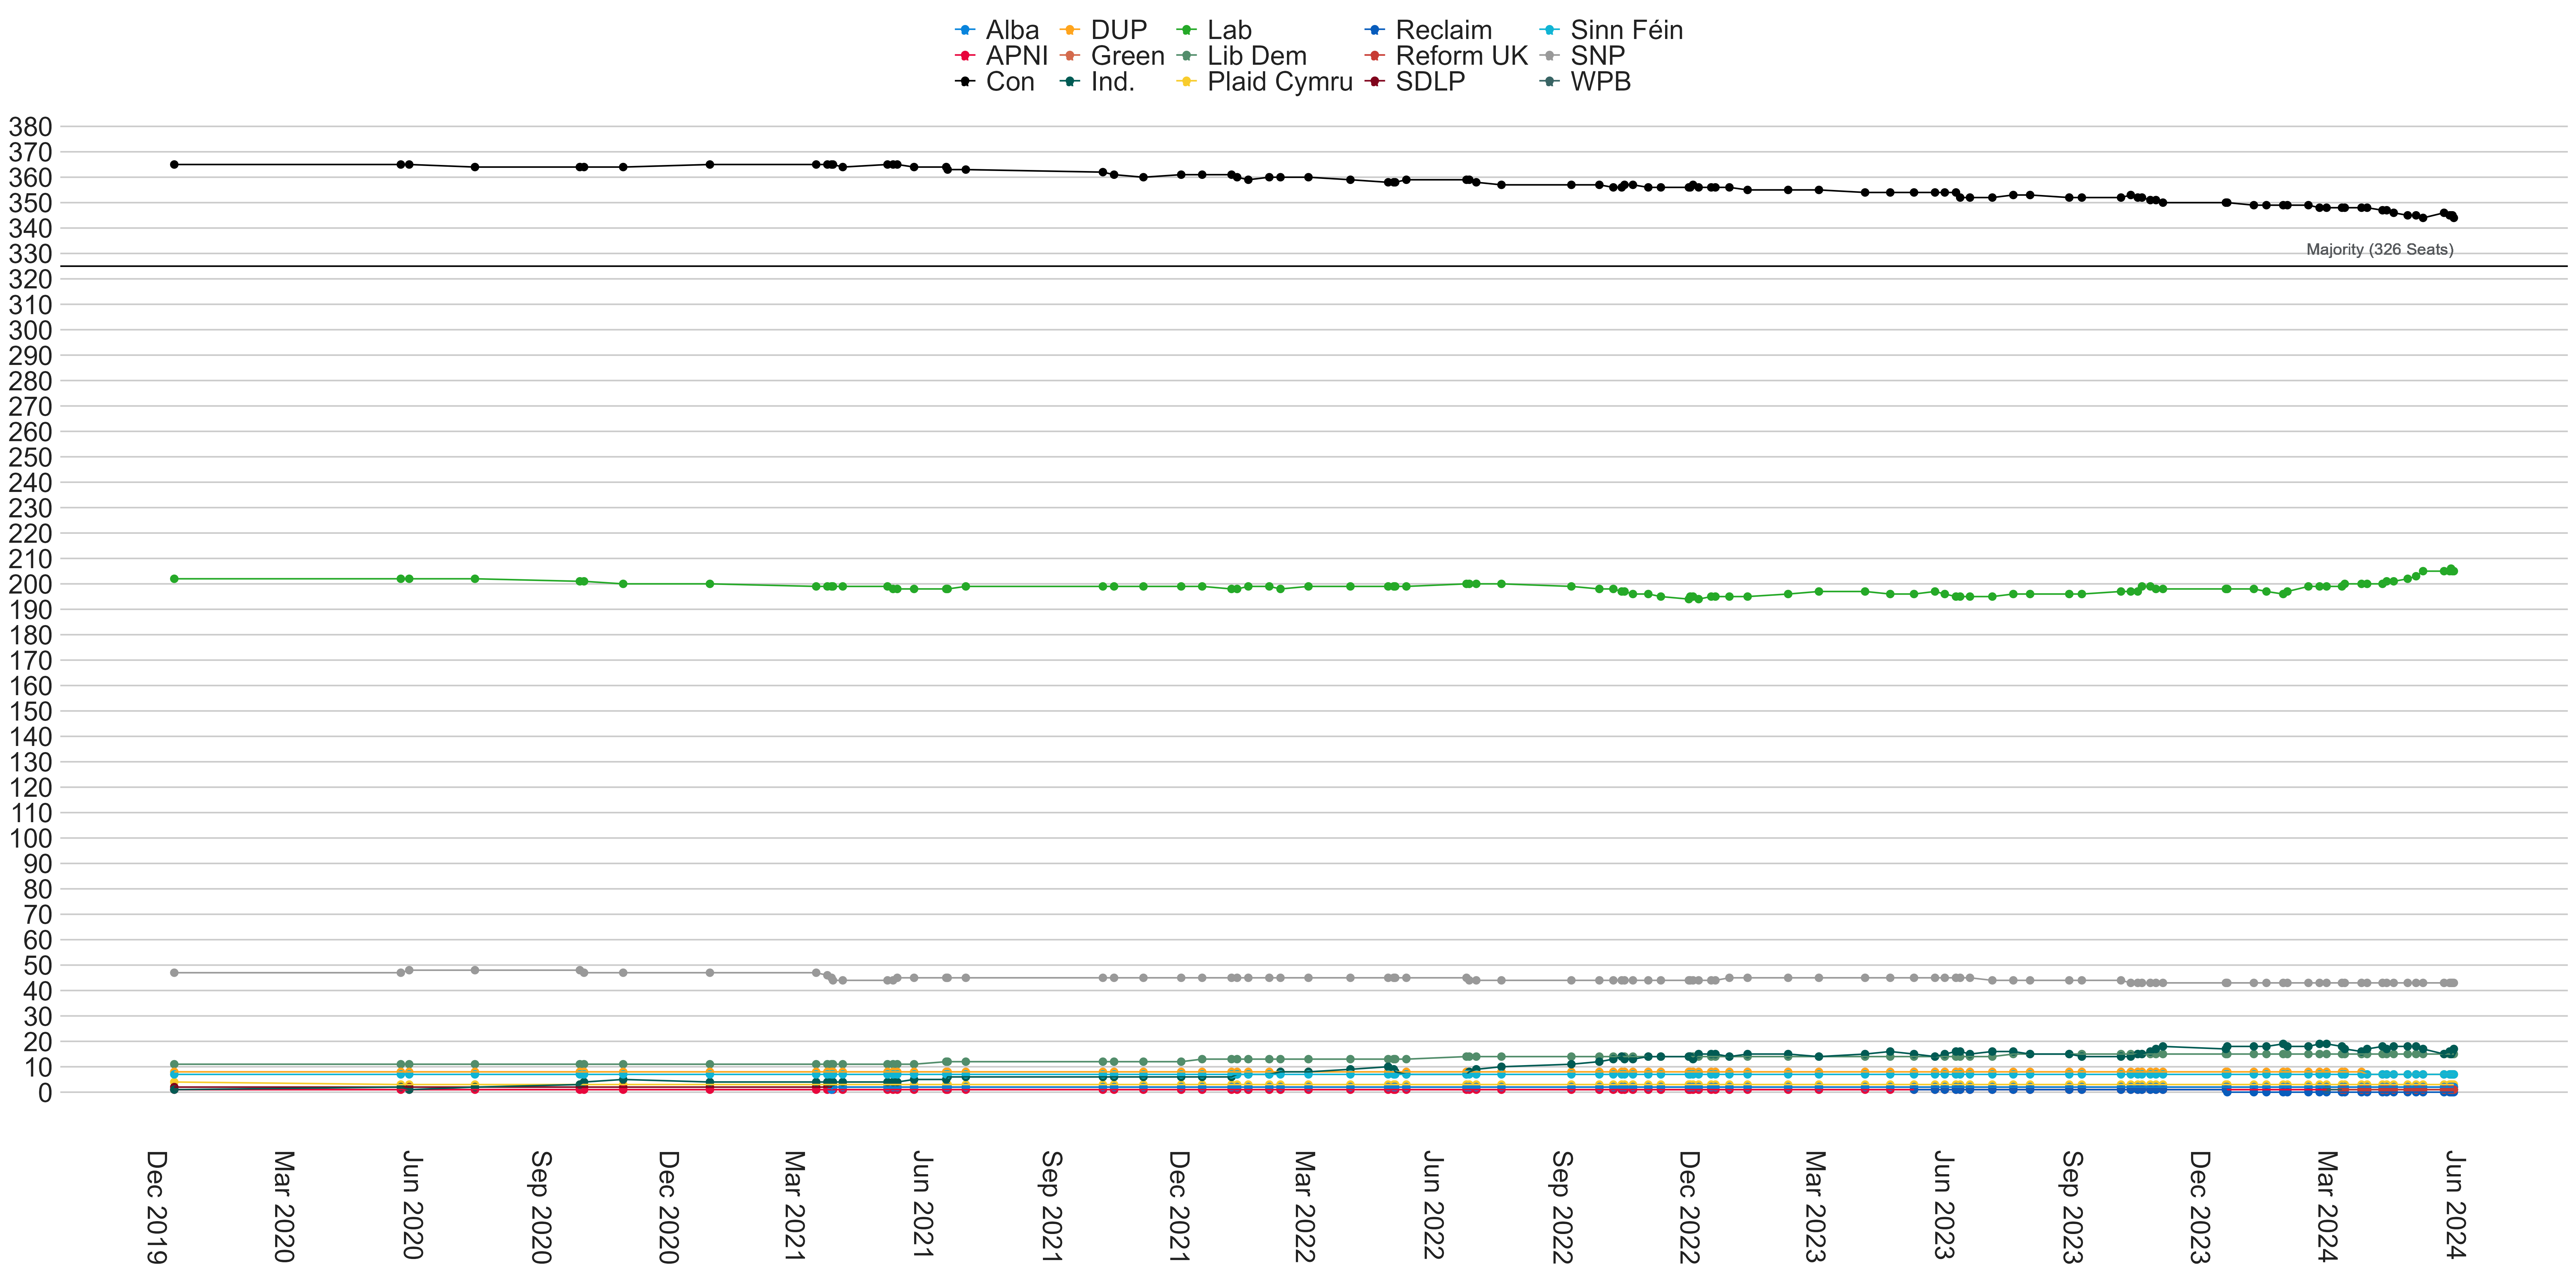 Alba DUP Lab Reclaim Sinn Féin
APNI Green Lib Dem Reform UK SNP
Con Ind. Plaid Cymru SDLP WPB
380
370
360
350
340
330
Majority (326 Seats)
320
310
300
290
280
270
260
250
240
230
220
210
200
190
180
170
160
150
140
130
120
110
100
90
80
70
60
50
40
30
20
10
0
Dec 2019
Mar 2020
Jun 2020
Sep 2020
Dec 2020
Mar 2021
Jun 2021
Sep 2021
Dec 2021
Mar 2022
Jun 2022
Sep 2022
Dec 2022
Mar 2023
Jun 2023
Sep 2023
Dec 2023
Mar 2024
Jun 2024